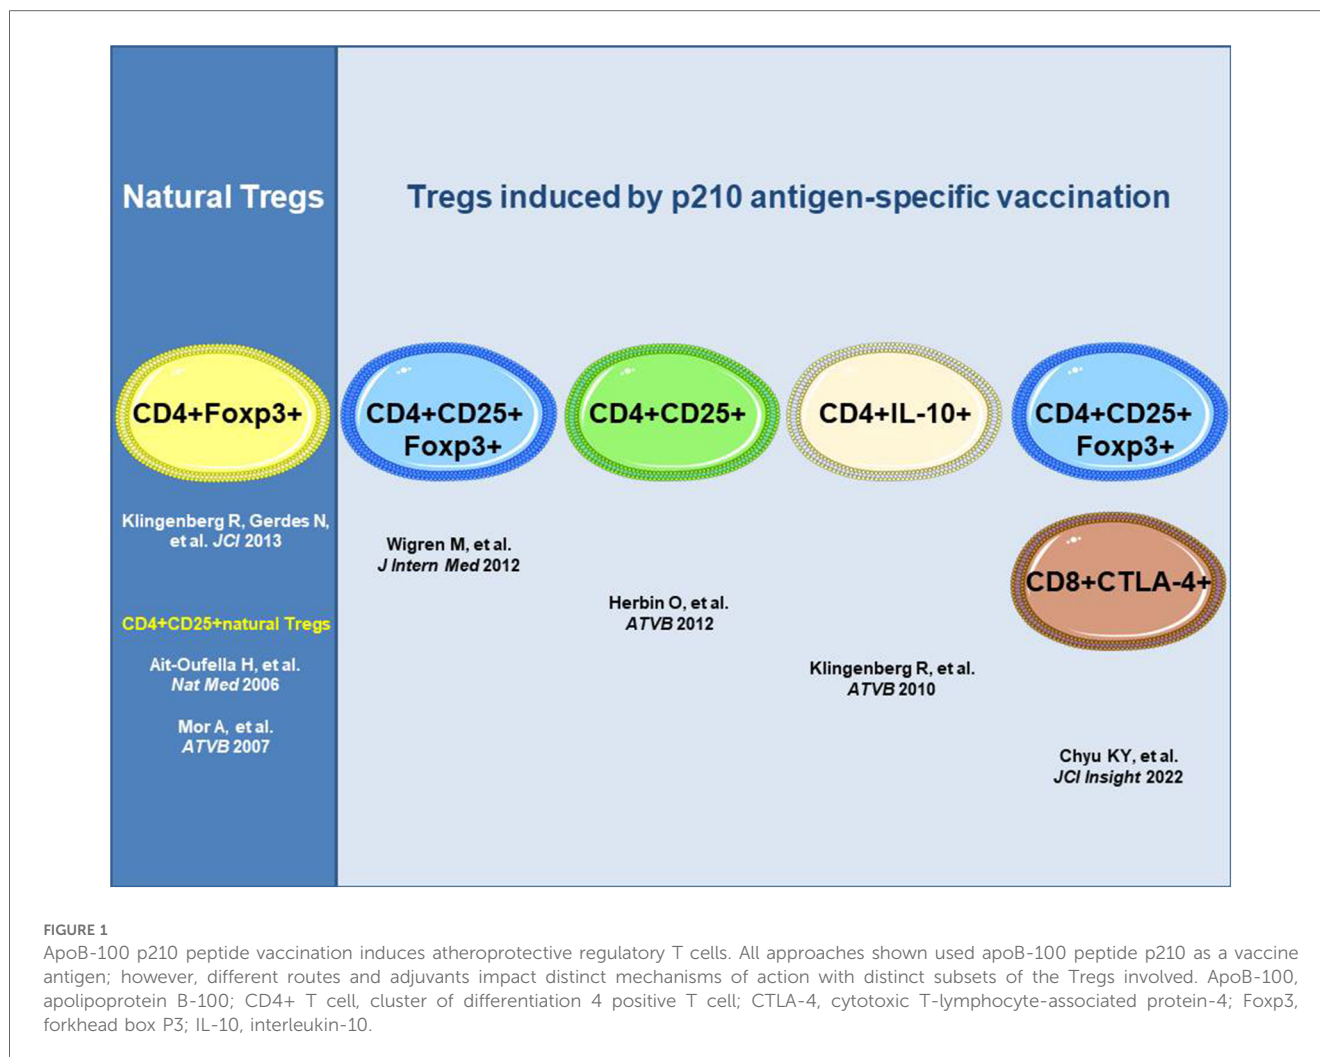 Natural Tregs
Tregs induced by p210 antigen-specific vaccination
CD4+Foxp3+
CD4+CD25+
Foxp3+
CD4+CD25+
CD4+IL-10+
CD4+CD25+
Foxp3+
CD8+CTLA-4+
Klingenberg R, Gerdes N,
et al. JCI 2013
CD4+CD25+natural Tregs
Ait-Oufella H, et al.
Nat Med 2006
Mor A, et al.
ATVB 2007
Wigren M, et al.
J Intern Med 2012
Herbin O, et al.
ATVB 2012
Klingenberg R, et al.
ATVB 2010
Chyu KY, et al.
JCI Insight 2022
FIGURE 1
ApoB-100 p210 peptide vaccination induces atheroprotective regulatory T cells. All approaches shown used apoB-100 peptide p210 as a vaccine
antigen; however, different routes and adjuvants impact distinct mechanisms of action with distinct subsets of the Tregs involved. ApoB-100,
apolipoprotein B-100; CD4+ T cell, cluster of differentiation 4 positive T cell; CTLA-4, cytotoxic T-lymphocyte-associated protein-4; Foxp3,
forkhead box P3; IL-10, interleukin-10.